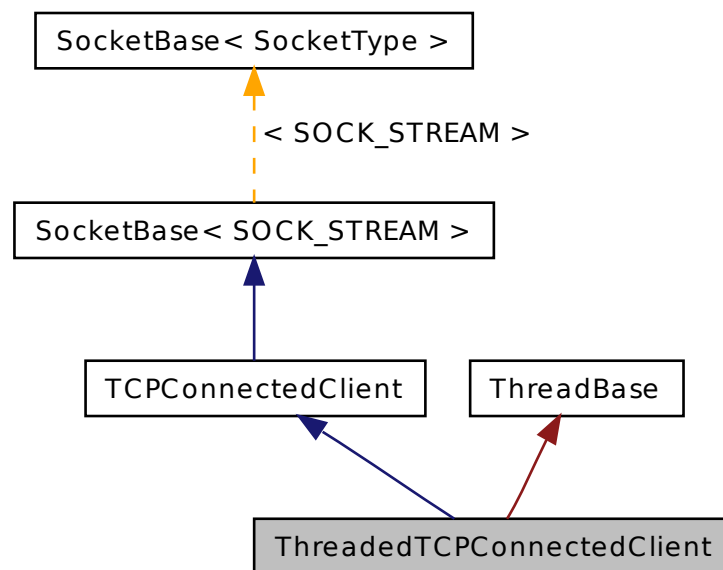 SocketBase< SocketType >
< SOCK_STREAM >
SocketBase< SOCK_STREAM >
TCPConnectedClient
ThreadBase
ThreadedTCPConnectedClient